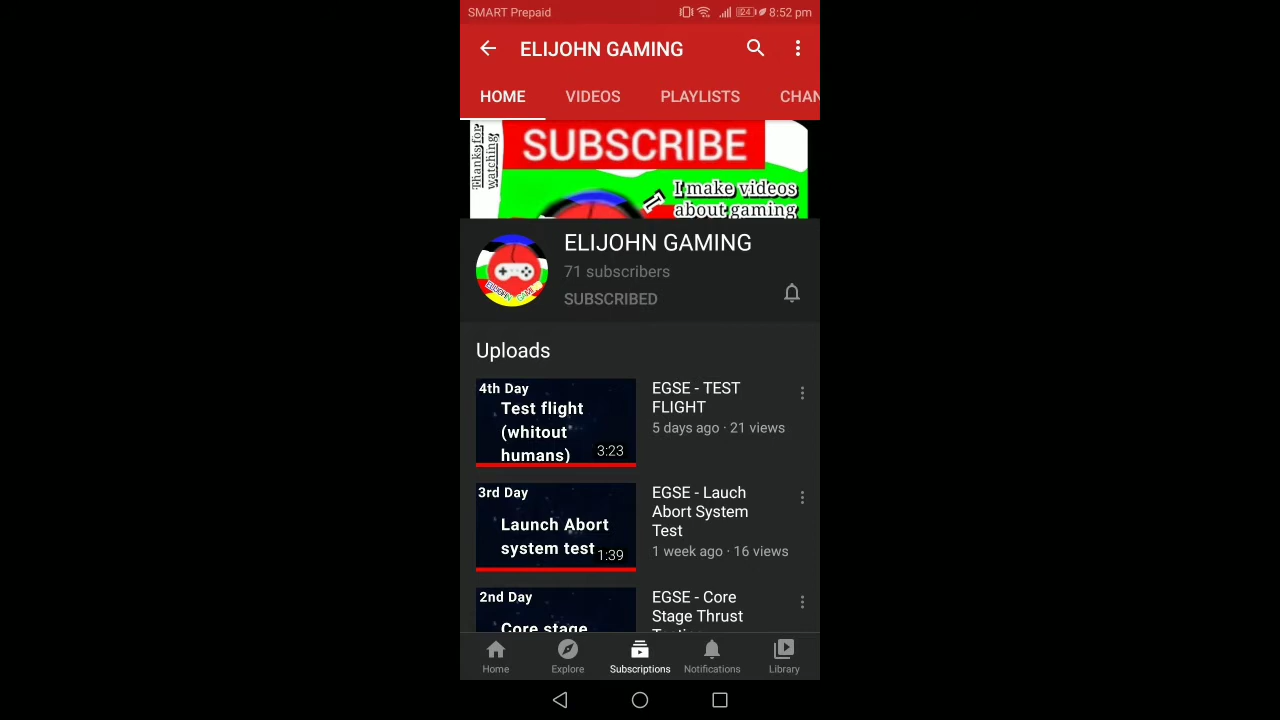 SMART Prepaid
24
8:52 pm
ELIJOHN GAMING
HOME
VIDEOS
PLAYLISTS
CHAN
Thanks for
watching
SUBSCRIBE
I make videos
about gaming
ELIJOHN GAMING
71 subscribers
SUBSCRIBED
Uploads
4th Day
Test flight
(whitout
humans)
3:23
EGSE - TEST
FLIGHT
5 days ago · 21 views
3rd Day
Launch Abort
system test
1:39
EGSE - Lauch
Abort System
Test
1 week ago · 16 views
2nd Day
Core stage
EGSE - Core
Stage Thrust
Home
Explore
Subscriptions
Notifications
Library